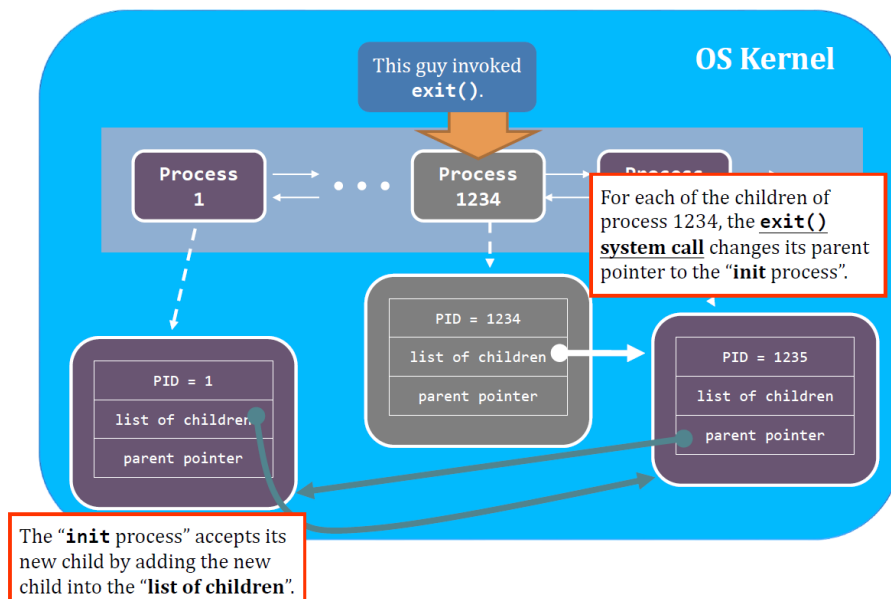 OS Kernel
This guy invoked
exit().
Process
1
Process
1234
For each of the children of
process 1234, the exit()
system call changes its parent
pointer to the “init process”.
PID = 1234
list of children
parent pointer
PID = 1
list of children
parent pointer
PID = 1235
list of children
parent pointer
The “init process” accepts its
new child by adding the new
child into the “list of children”.